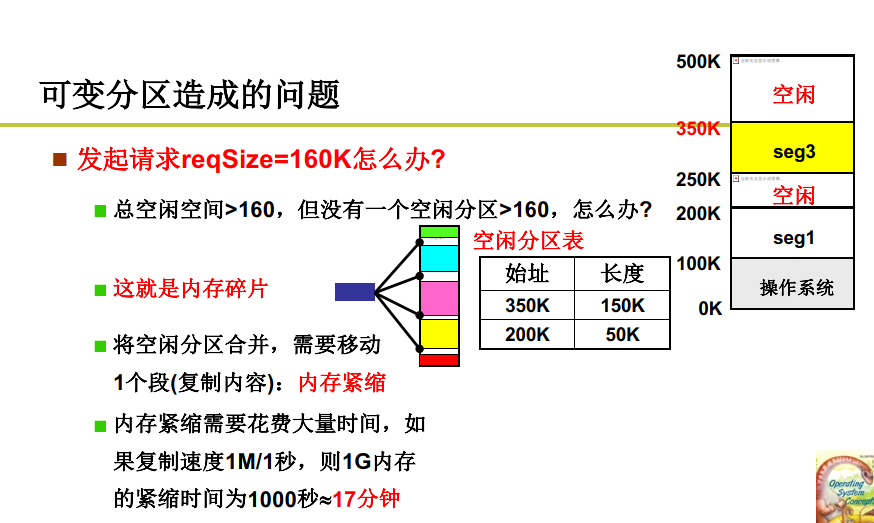 可变分区造成的问题
发起请求reqSize=160K怎么办?
总空闲空间>160，但没有一个空闲分区>160，怎么办?
这就是内存碎片
将空闲分区合并，需要移动
1个段(复制内容)：内存紧缩
内存紧缩需要花费大量时间，如
果复制速度1M/1秒，则1G内存
的紧缩时间为1000秒≈17分钟
空闲分区表
始址 长度
350K 150K
200K 50K
500K
空闲
350K
seg3
250K
空闲
200K
seg1
100K
操作系统
0K
Operating
System
Concepts